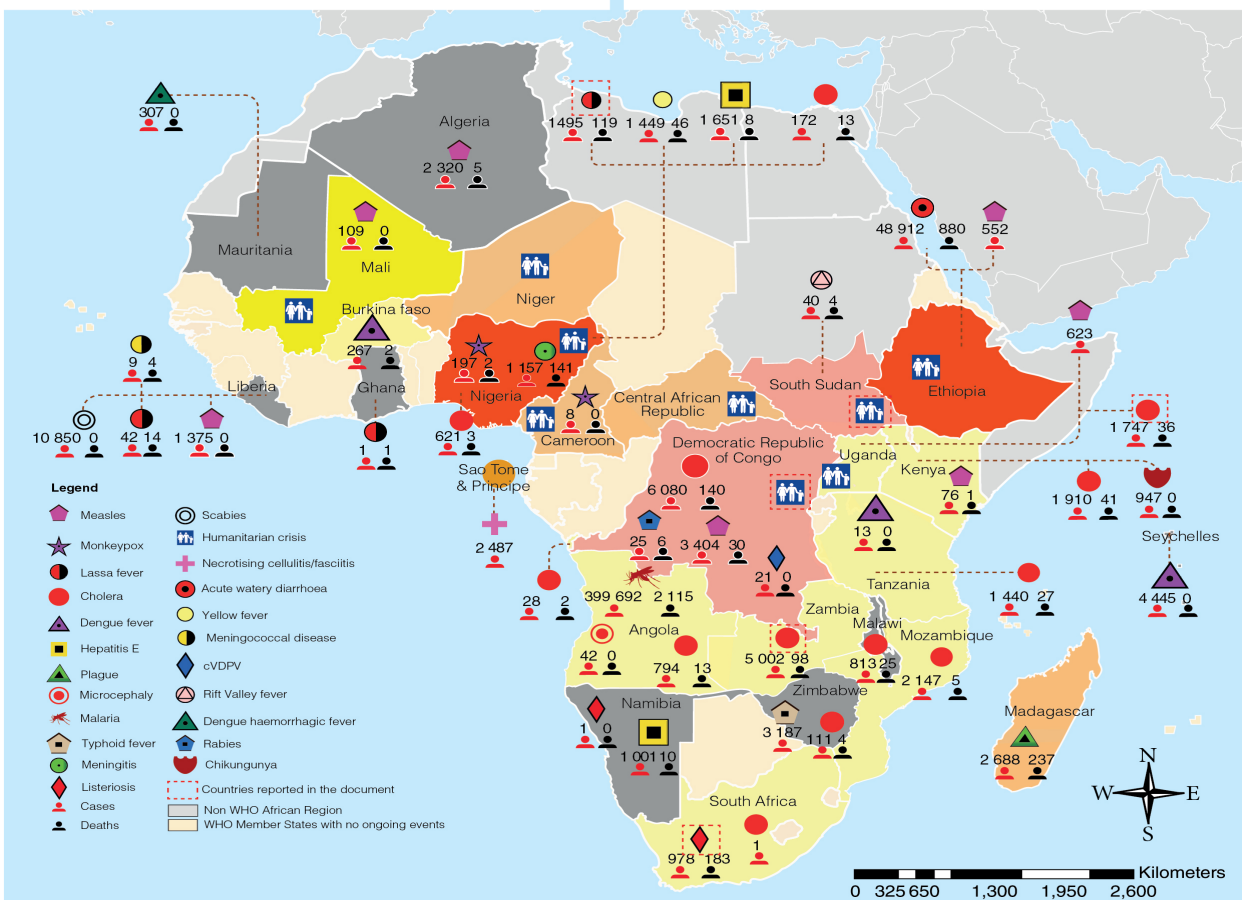 307 0
Algeria
2 320 5
1495 119
1 449 46
1 651 8
172 13
Mauritania
109 0
Mali
Niger
48 912 880
552
40 4
623
Burkina faso
267 2
9 4
Liberia
Ghana
197 2
1 157 141
Nigeria
South Sudan
Ethiopia
Central African
Republic
8 0
Cameroon
10 850 0
42 14
1 375 0
1 1
621 3
1 747 36
Democratic Republic
of Congo
Uganda
Kenya
Sao Tome
& Principe
6 080 140
76 1
1 910 41
947 0
2 487
25 6
3 404 30
13 0
Seychelles
21 0
Tanzania
28 2
399 692 2 115
1 440 27
4 445 0
Angola
Zambia
Malawi
Mozambique
42 0
794 13
5 002 98
813 25
2 147 5
Namibia
Zimbabwe
Madagascar
1 0
1 001 10
3 187
111 4
2 688 237
South Africa
978 183
1
Legend
Measles
Monkeypox
Lassa fever
Cholera
Dengue fever
Hepatitis E
Plague
Microcephaly
Malaria
Typhoid fever
Meningitis
Listeriosis
Cases
Deaths
Scabies
Humanitarian crisis
Necrotising cellulitis/fasciitis
Acute watery diarrhoea
Yellow fever
Meningococcal disease
cVDPV
Rift Valley fever
Dengue haemorrhagic fever
Rabies
Chikungunya
Countries reported in the document
Non WHO African Region
WHO Member States with no ongoing events
N
W E
S
Kilometers
0 325 650 1,300 1,950 2,600